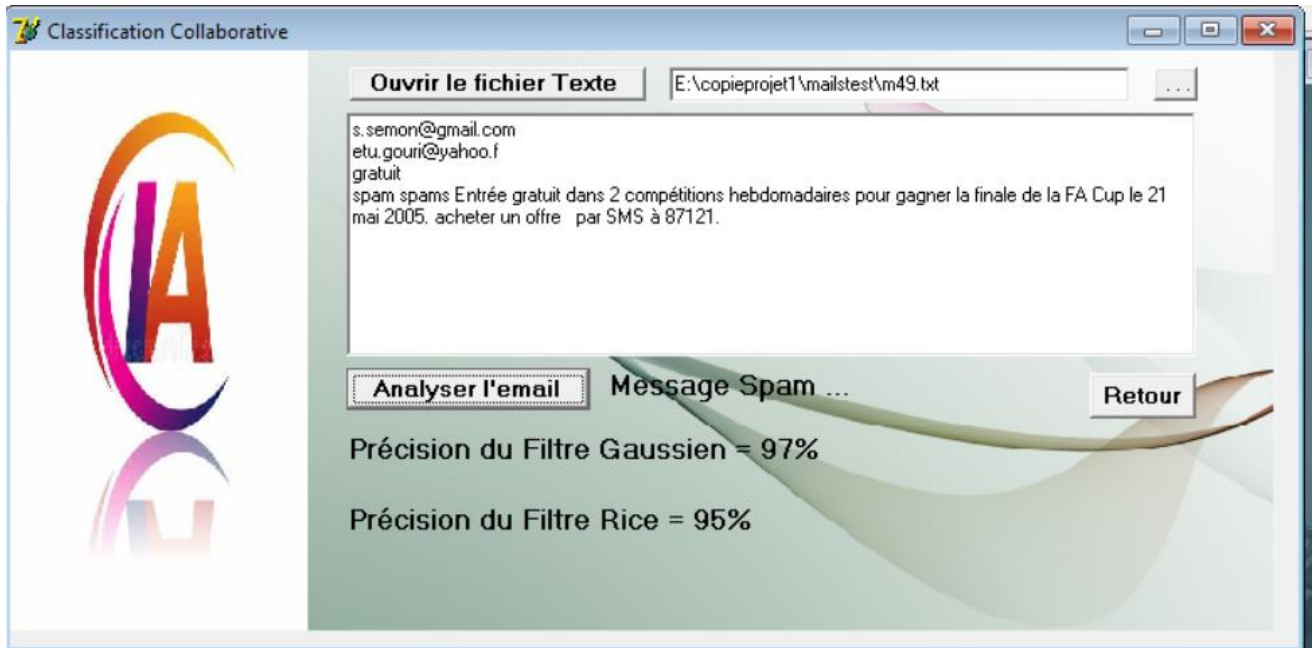 Classification Collaborative
Ouvrir le fichier Texte
E:\copieprojet1\mailstest\m49.txt
...
s.semon@gmail.com
etu.gouri@yahoo.f
gratuit
spam spams Entrée gratuit dans 2 compétitions hebdomadaires pour gagner la finale de la FA Cup le 21
mai 2005. acheter un offre par SMS à 87121.
IA
Analyser l'email
Message Spam ...
Retour
Précision du Filtre Gaussien = 97%
Précision du Filtre Rice = 95%